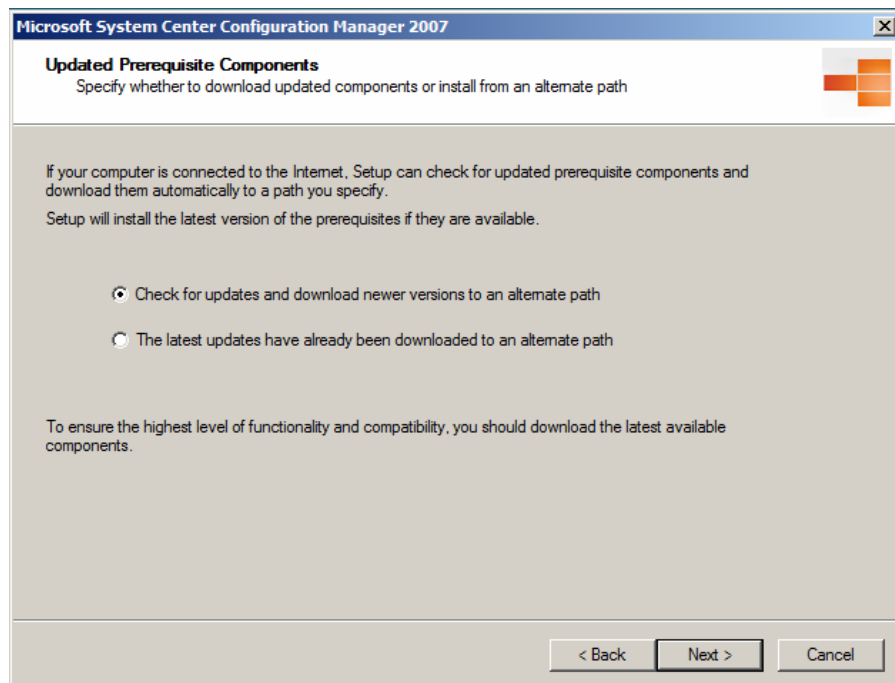 Microsoft System Center Configuration Manager 2007
Updated Prerequisite Components
Specify whether to download updated components or install from an alternate path
If your computer is connected to the Internet, Setup can check for updated prerequisite components and
download them automatically to a path you specify.
Setup will install the latest version of the prerequisites if they are available.
Check for updates and download newer versions to an alternate path
The latest updates have already been downloaded to an alternate path
To ensure the highest level of functionality and compatibility, you should download the latest available
components.
< Back
Next >
Cancel